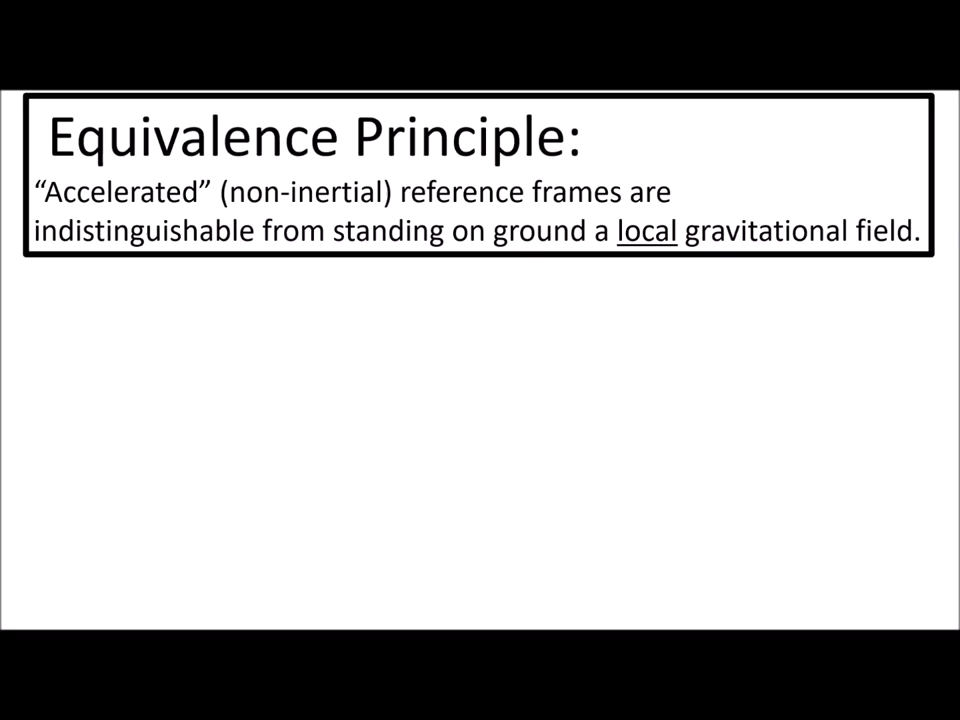 Equivalence Principle:
“Accelerated” (non-inertial) reference frames are
indistinguishable from standing on ground a local gravitational field.